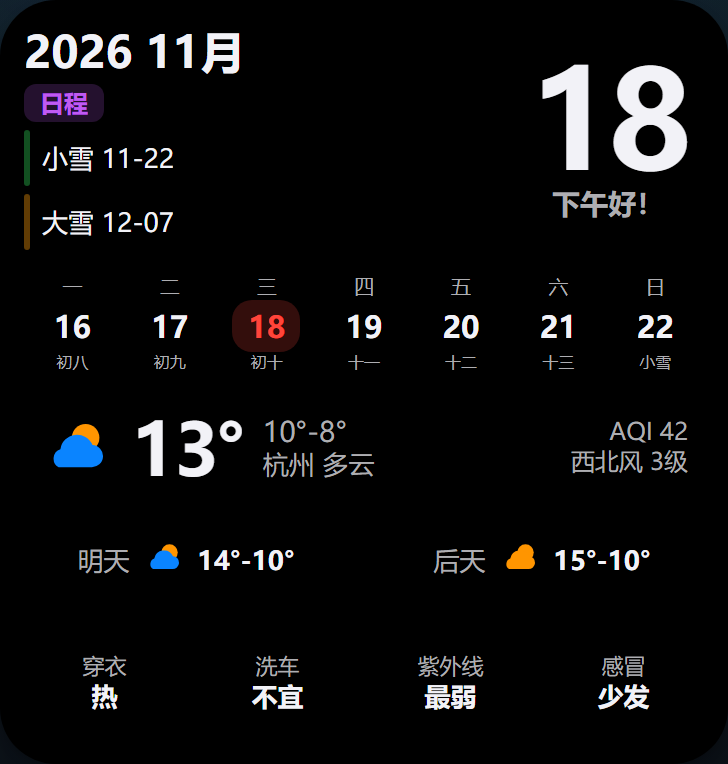 2026 11月
18
日程
下午好!
小雪 11-22
大雪 12-07
一 二 三 四 五 六 日
16 17 18 19 20 21 22
初八 初九 初十 十一 十二 十三 小雪
13° 10°-8° AQI 42
杭州 多云 西北风 3级
明天 14°-10° 后天 15°-10°
穿衣 洗车 紫外线 感冒
热 不宜 最弱 少发